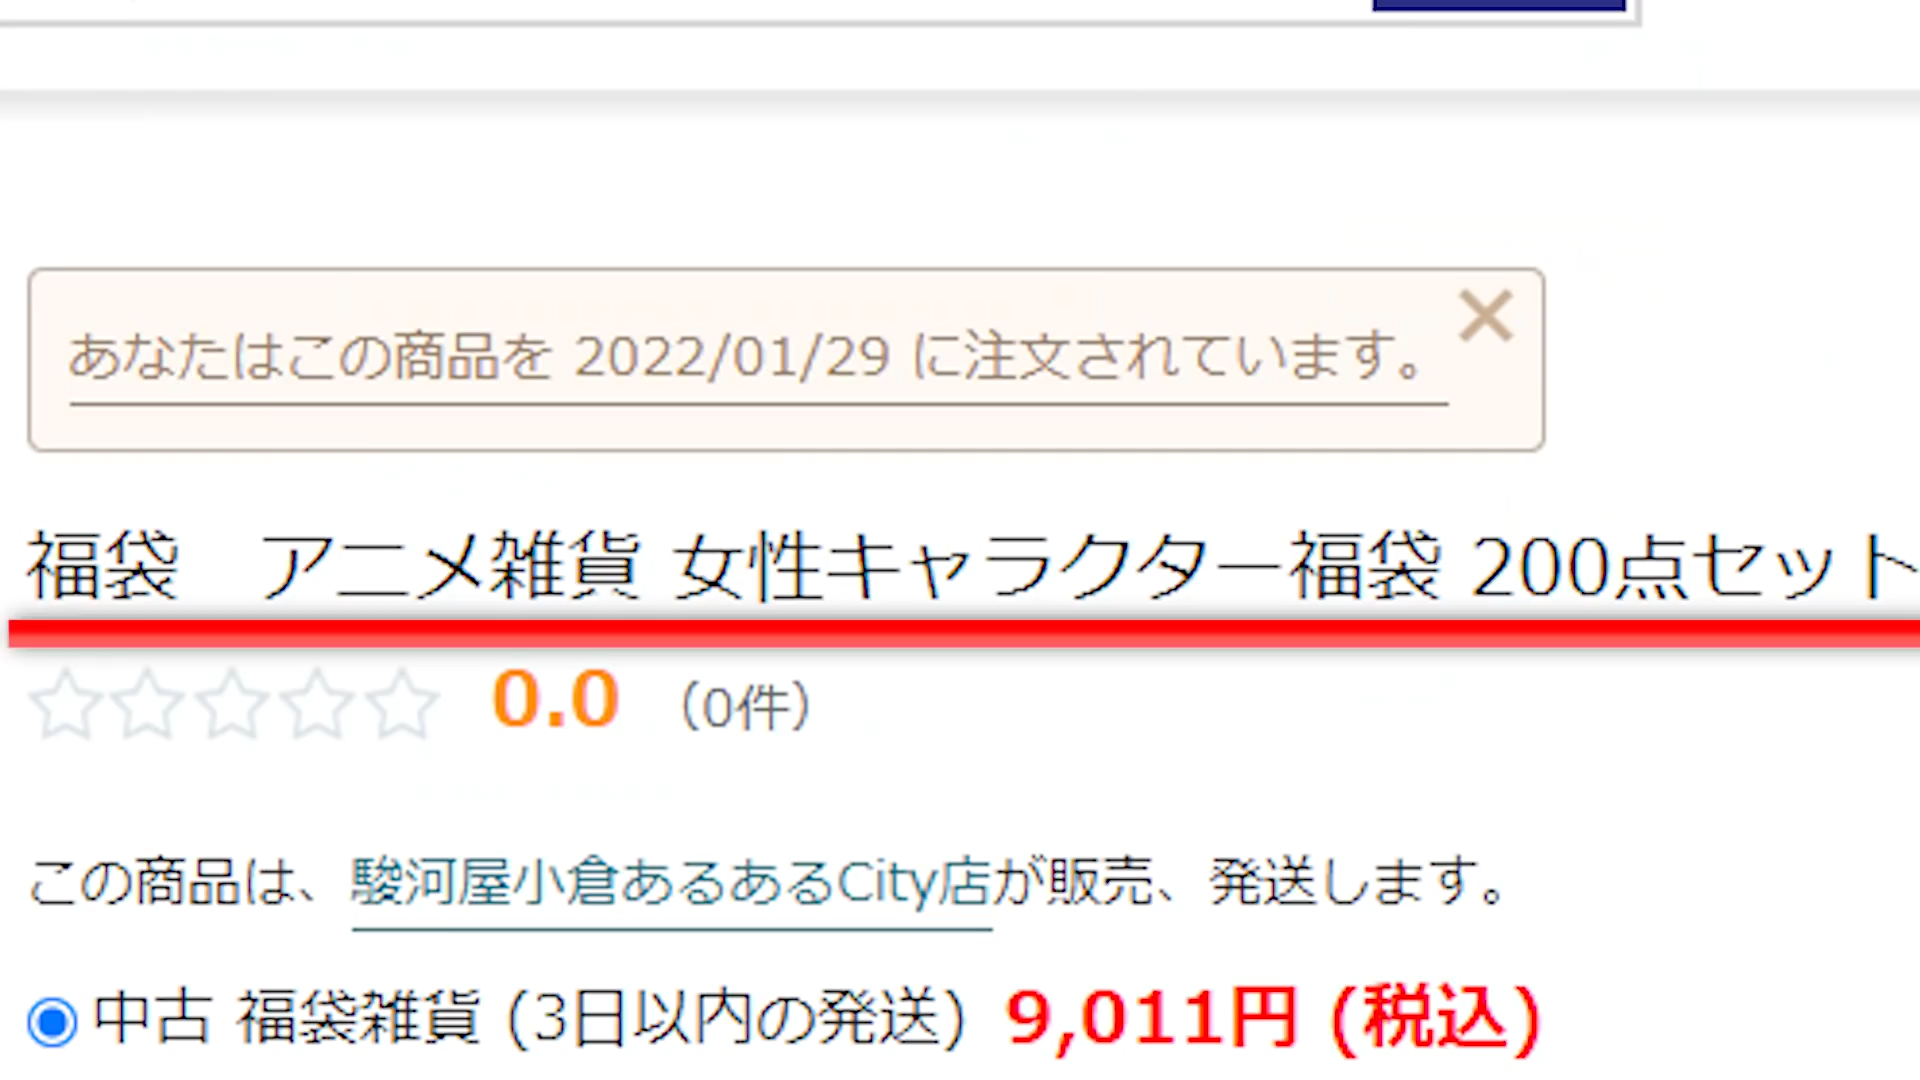 あなたはこの商品を 2022/01/29 に注文されています。
福袋　アニメ雑貨 女性キャラクター福袋 200点セット
0.0 (0件)
この商品は、駿河屋小倉あるあるCity店が販売、発送します。
中古 福袋雑貨 (3日以内の発送) 9,011円 (税込)